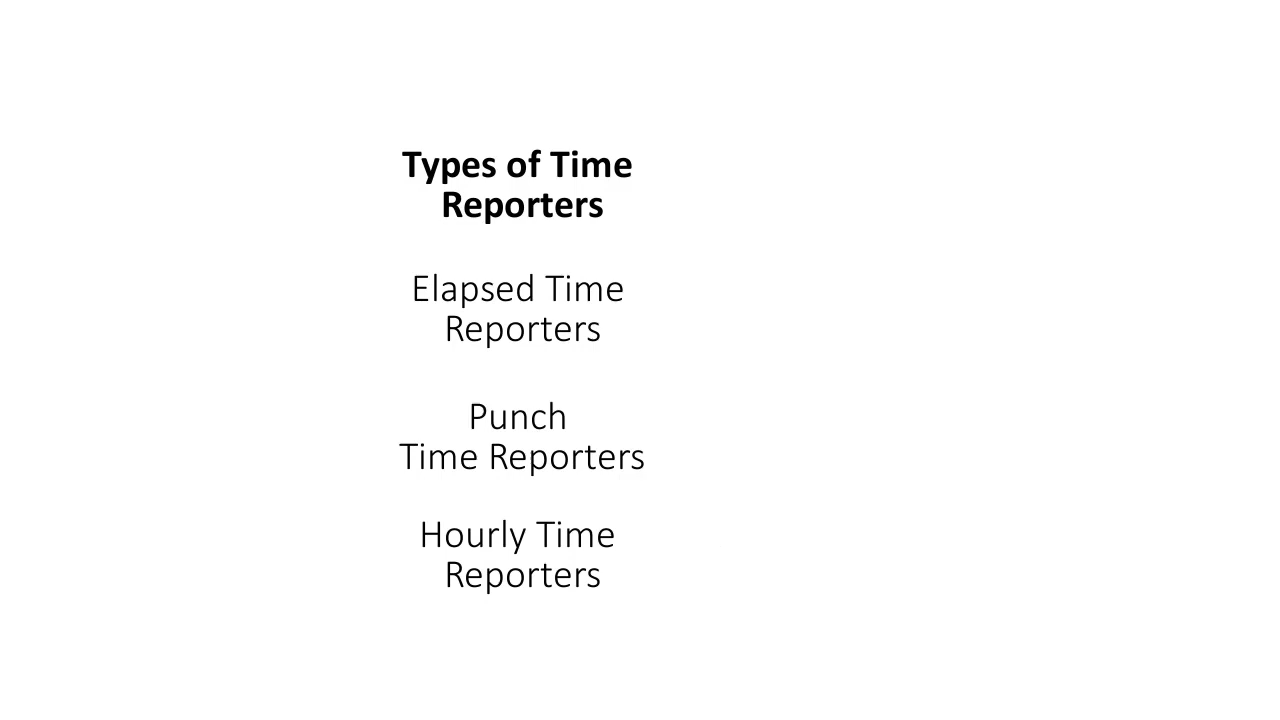 Types of Time
Reporters
Elapsed Time
Reporters
Punch
Time Reporters
Hourly Time
Reporters